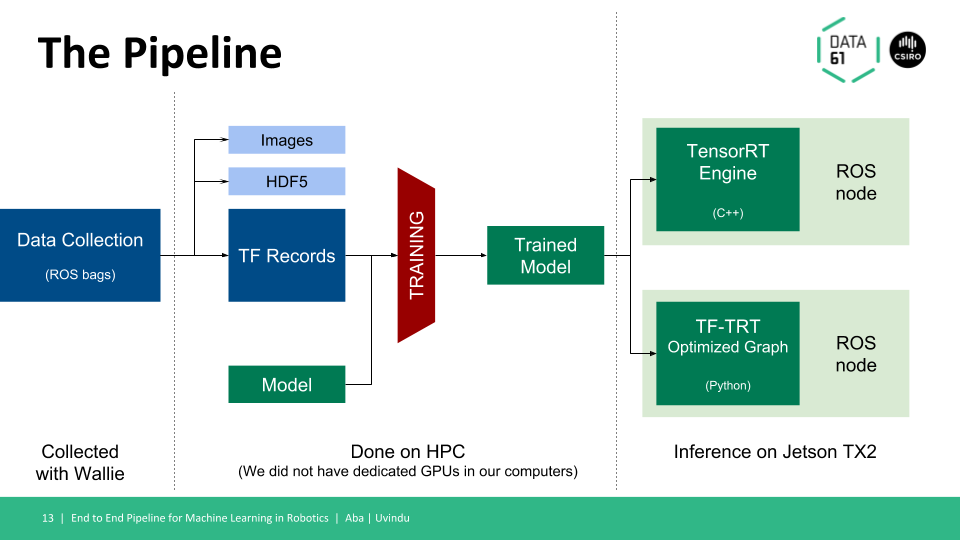 The Pipeline
DATA
61
CSIRO
Images
HDF5
Data Collection
(ROS bags)
TF Records
Model
TRAINING
Trained
Model
TensorRT
Engine
(C++)
ROS
node
TF-TRT
Optimized Graph
(Python)
ROS
node
Collected
with Wallie
Done on HPC
(We did not have dedicated GPUs in our computers)
Inference on Jetson TX2
13 | End to End Pipeline for Machine Learning in Robotics | Aba | Uvindu